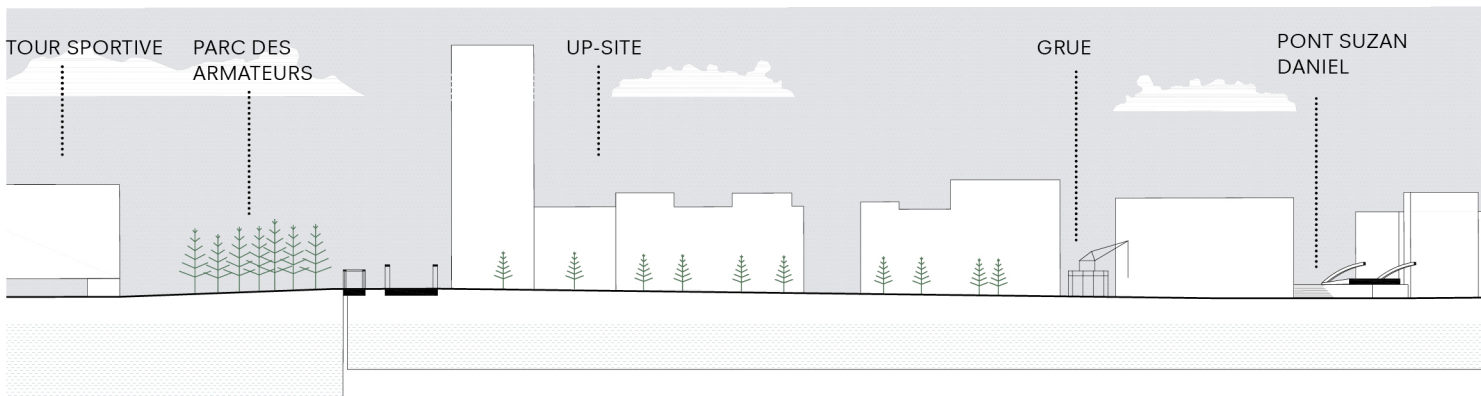 TOUR SPORTIVE
PARC DES
ARMATEURS
UP-SITE
GRUE
PONT SUZAN
DANIEL